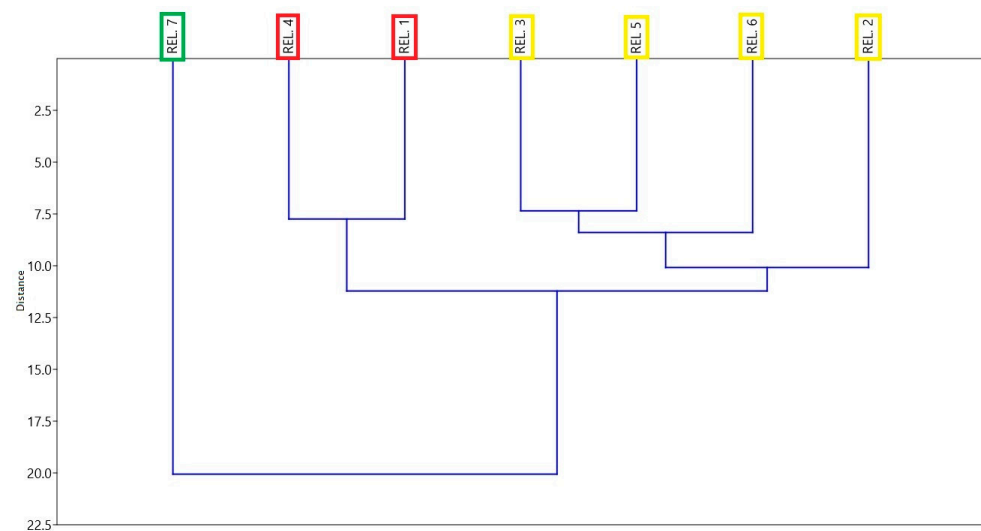 REL. 7
REL. 4
REL. 1
REL. 3
REL. 5
REL. 6
REL. 2
2.5
5.0
7.5
10.0
12.5
15.0
17.5
20.0
22.5
Distance